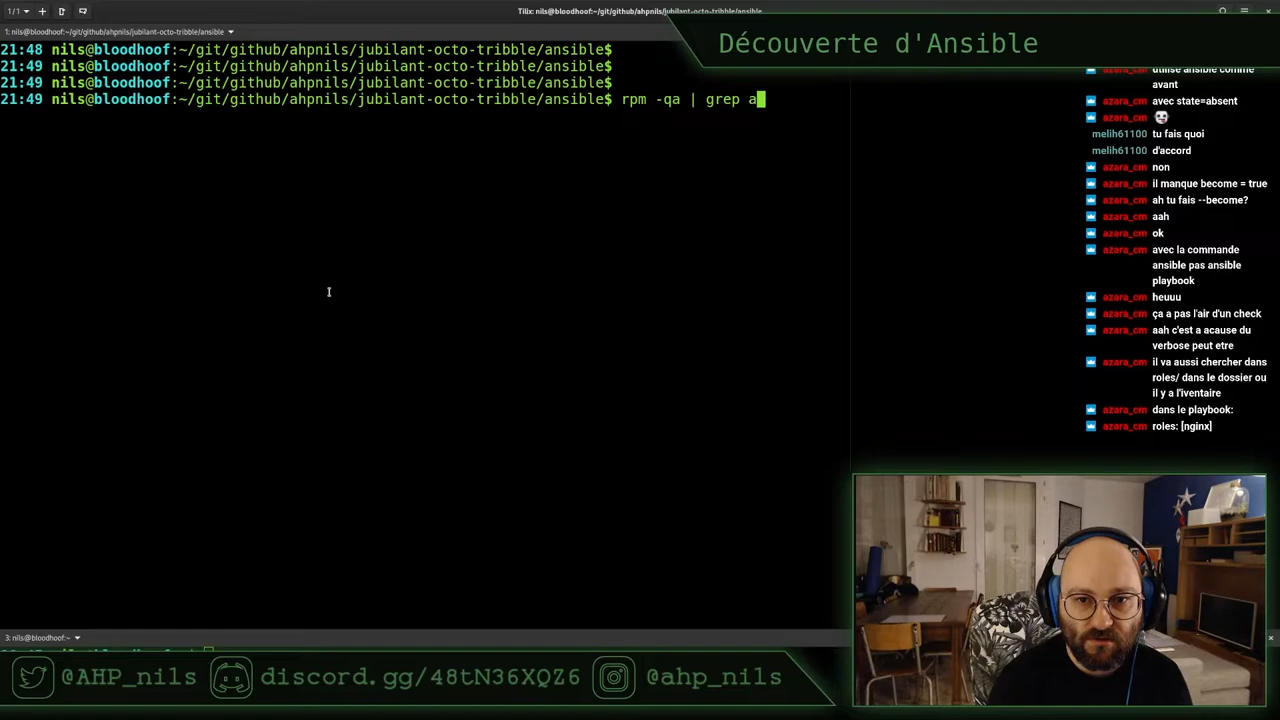 1/1
Tilix: nils@bloodhoof:~/git/github/ahpnils/jubilant-octo-tribble/ansible
1: nils@bloodhoof:~/git/github/ahpnils/jubilant-octo-tribble/ansible
21:48 nils@bloodhoof:~/git/github/ahpnils/jubilant-octo-tribble/ansible$
21:49 nils@bloodhoof:~/git/github/ahpnils/jubilant-octo-tribble/ansible$
21:49 nils@bloodhoof:~/git/github/ahpnils/jubilant-octo-tribble/ansible$
21:49 nils@bloodhoof:~/git/github/ahpnils/jubilant-octo-tribble/ansible$ rpm -qa | grep a
Découverte d'Ansible
azara_cm utilise ansible comme
avant
azara_cm avec state=absent
azara_cm
melih61100 tu fais quoi
melih61100 d'accord
azara_cm non
azara_cm il manque become = true
azara_cm ah tu fais --become?
azara_cm aah
azara_cm ok
azara_cm avec la commande
ansible pas ansible
playbook
azara_cm heuuu
azara_cm ça a pas l'air d'un check
azara_cm aah c'est a acause du
verbose peut etre
azara_cm il va aussi chercher dans
roles/ dans le dossier ou
il y a l'iventaire
azara_cm dans le playbook:
azara_cm roles: [nginx]
3: nils@bloodhoof:~
@AHP_nils
discord.gg/48tN36XQZ6
@ahp_nils